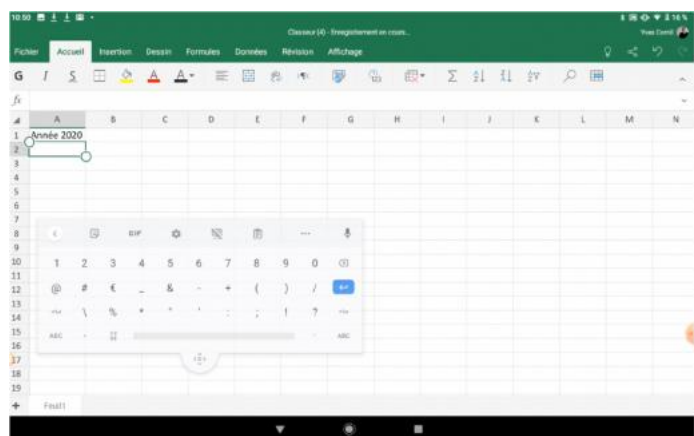 10:50
Classeur (4) - Enregistrement en cours...
Yves Cornil
Fichier Accueil Insertion Dessin Formules Données Révision Affichage
G I S A A Σ
fx
A B C D E F G H I J K L M N
1 Année 2020
2
3
4
5
6
7
8
GIF
9
10
1 2 3 4 5 6 7 8 9 0
11
12
@ # € _ & - + ( ) /
13
14
\ % * " ' : ; ! ?
15
ABC ABC
16
17
18
19
+ Feuil1